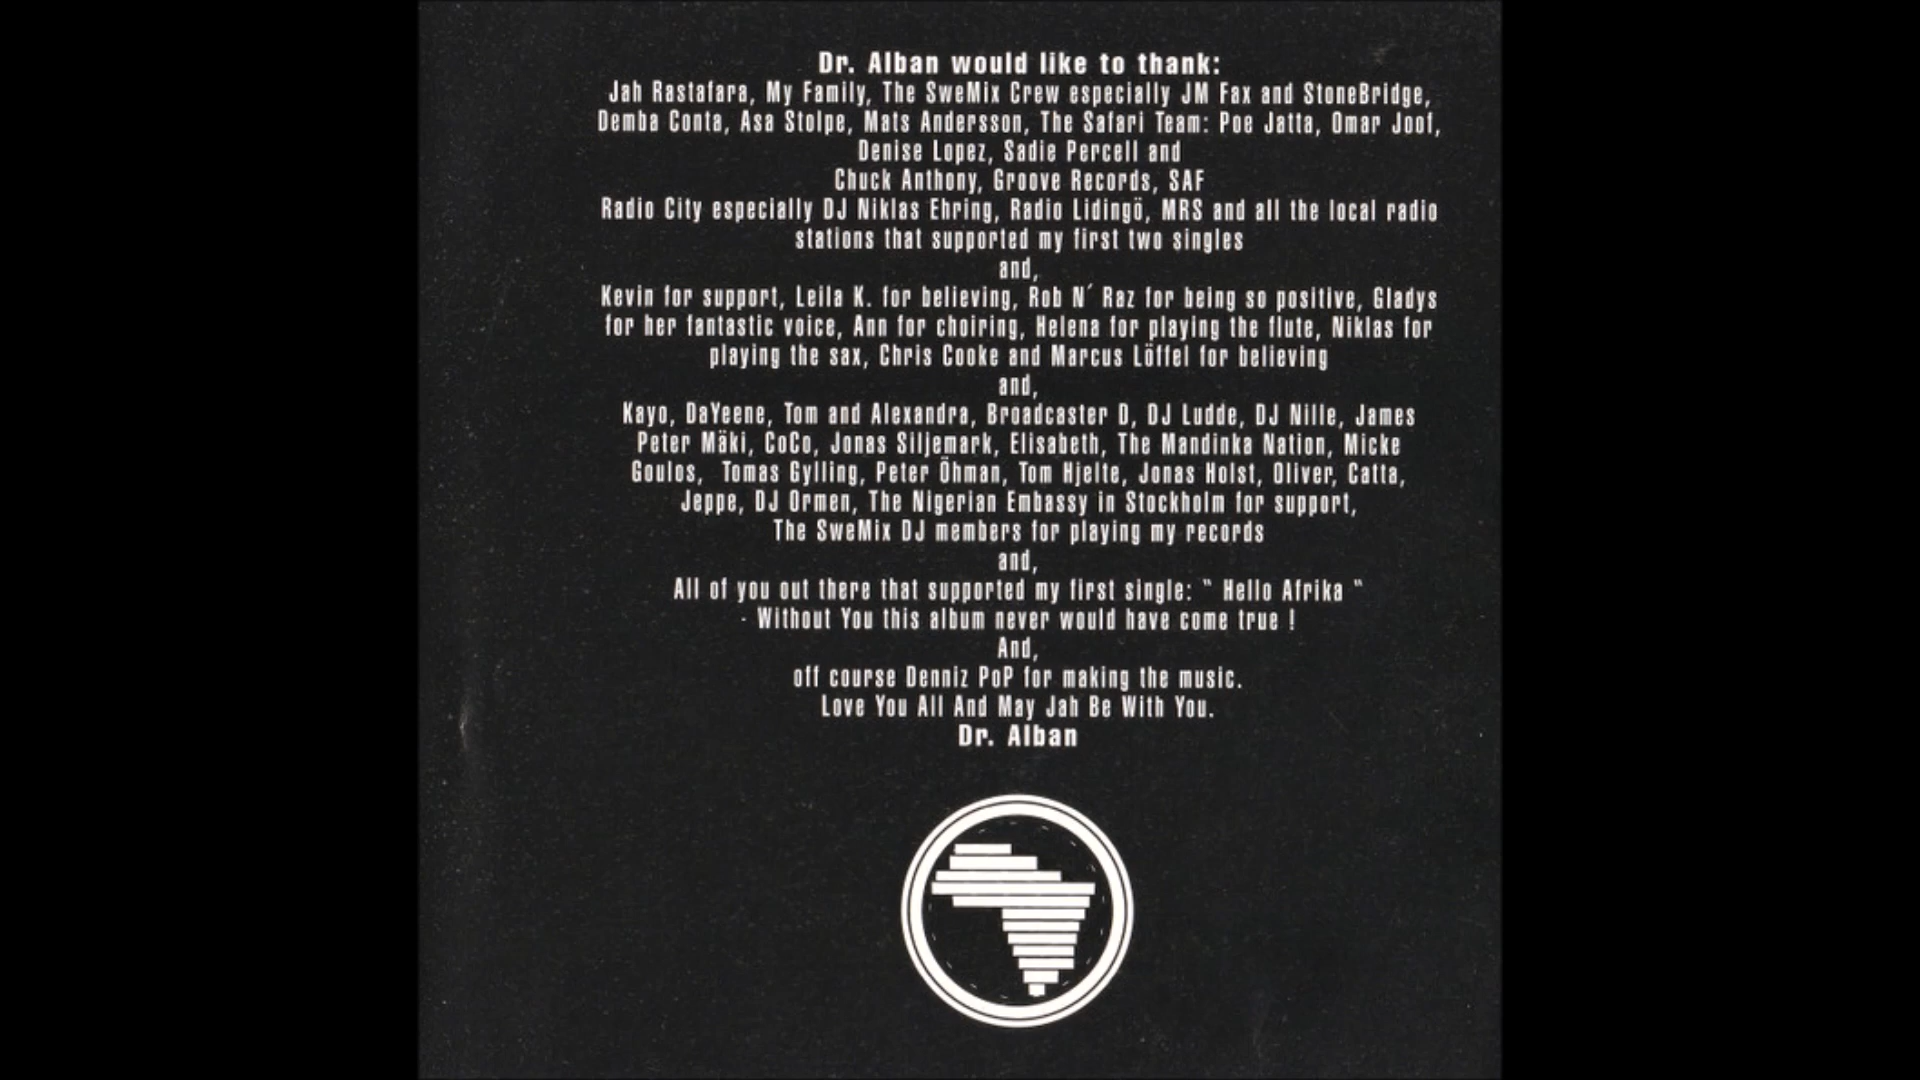 Dr. Alban would like to thank:
Jah Rastafara, My Family, The SweMix Crew especially JM Fax and StoneBridge,
Demba Conta, Asa Stolpe, Mats Andersson, The Safari Team: Poe Jatta, Omar Joof,
Denise Lopez, Sadie Percell and
Chuck Anthony, Groove Records, SAF
Radio City especially DJ Niklas Ehring, Radio Lidingö, MRS and all the local radio
stations that supported my first two singles
and,
Kevin for support, Leila K. for believing, Rob N´ Raz for being so positive, Gladys
for her fantastic voice, Ann for choiring, Helena for playing the flute, Niklas for
playing the sax, Chris Cooke and Marcus Löffel for believing
and,
Kayo, DaYeene, Tom and Alexandra, Broadcaster D, DJ Ludde, DJ Nille, James
Peter Mäki, CoCo, Jonas Siljemark, Elisabeth, The Mandinka Nation, Micke
Goulos, Tomas Gylling, Peter Öhman, Tom Hjelte, Jonas Holst, Oliver, Catta,
Jeppe, DJ Ormen, The Nigerian Embassy in Stockholm for support,
The SweMix DJ members for playing my records
and,
All of you out there that supported my first single: " Hello Afrika "
- Without You this album never would have come true !
And,
off course Denniz PoP for making the music.
Love You All And May Jah Be With You.
Dr. Alban